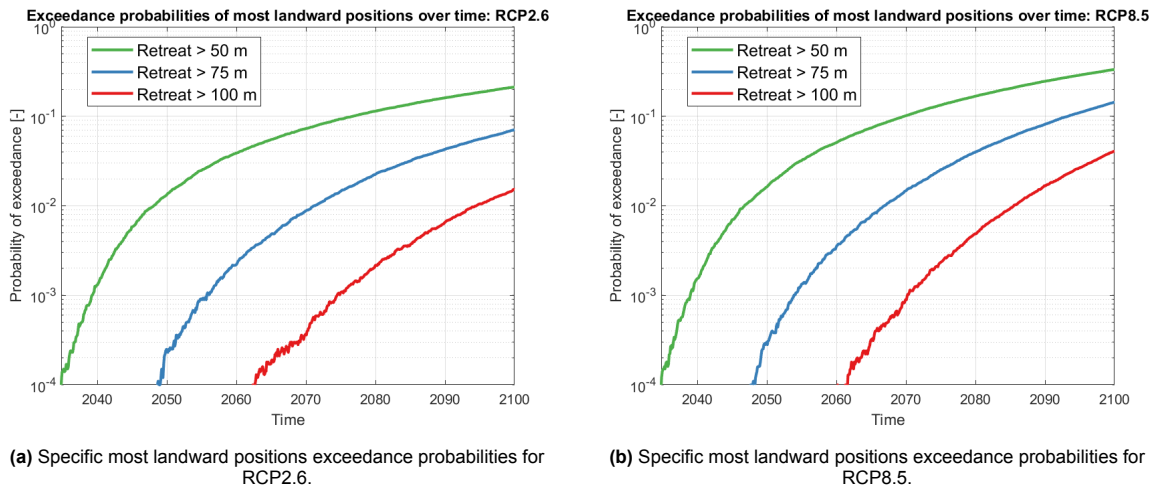 Exceedance probabilities of most landward positions over time: RCP2.6
10^0
10^-1
10^-2
10^-3
10^-4
Probability of exceedance [-]
Retreat > 50 m
Retreat > 75 m
Retreat > 100 m
2040 2050 2060 2070 2080 2090 2100
Time
(a) Specific most landward positions exceedance probabilities for
RCP2.6.
Exceedance probabilities of most landward positions over time: RCP8.5
10^0
10^-1
10^-2
10^-3
10^-4
Probability of exceedance [-]
Retreat > 50 m
Retreat > 75 m
Retreat > 100 m
2040 2050 2060 2070 2080 2090 2100
Time
(b) Specific most landward positions exceedance probabilities for
RCP8.5.